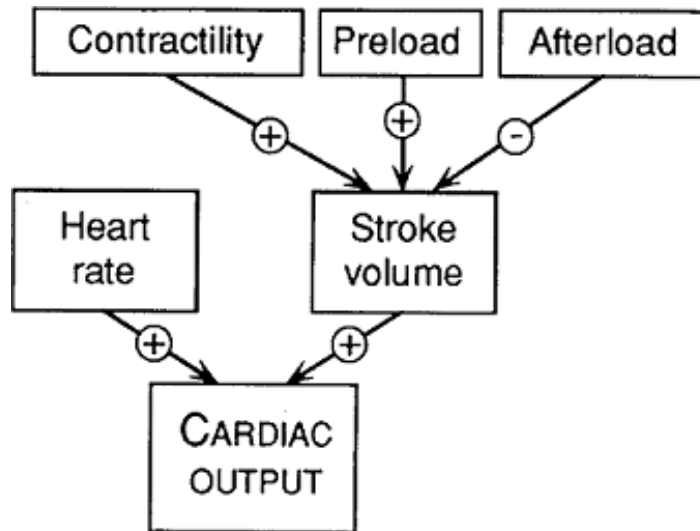 Contractility
Preload
Afterload
+
+
-
Heart
rate
Stroke
volume
+
+
CARDIAC
OUTPUT